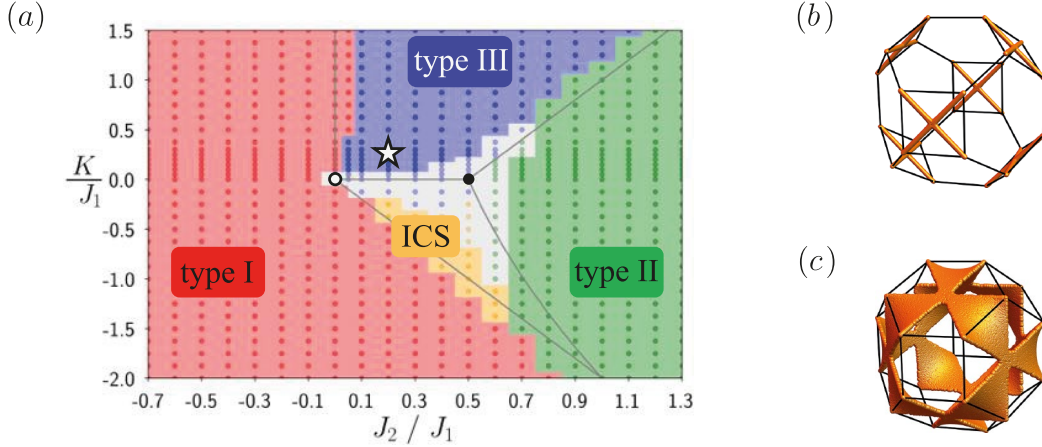 (a)
(b)
1.5
1.0
0.5
0.0
-0.5
-1.0
-1.5
-2.0
K
J₁
type III
ICS
type I
type II
-0.7 -0.5 -0.3 -0.1 0.1 0.3 0.5 0.7 0.9 1.1 1.3
J₂ / J₁
(c)